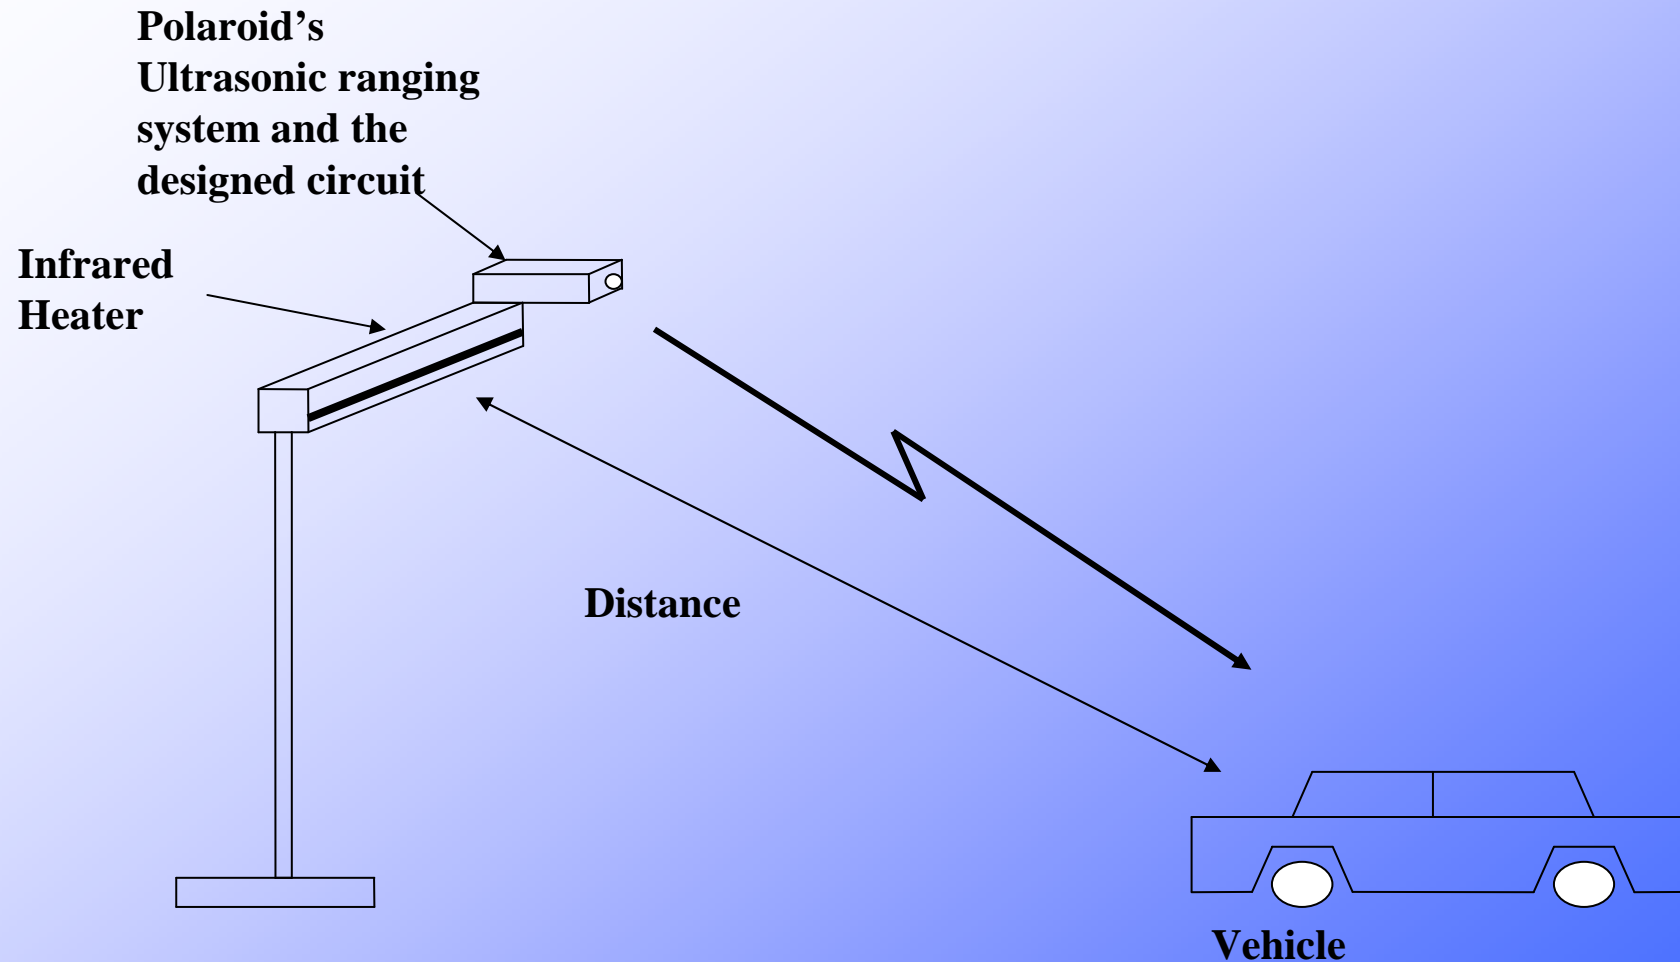 Polaroid's
Ultrasonic ranging
system and the
designed circuit
Infrared
Heater
Distance
Vehicle